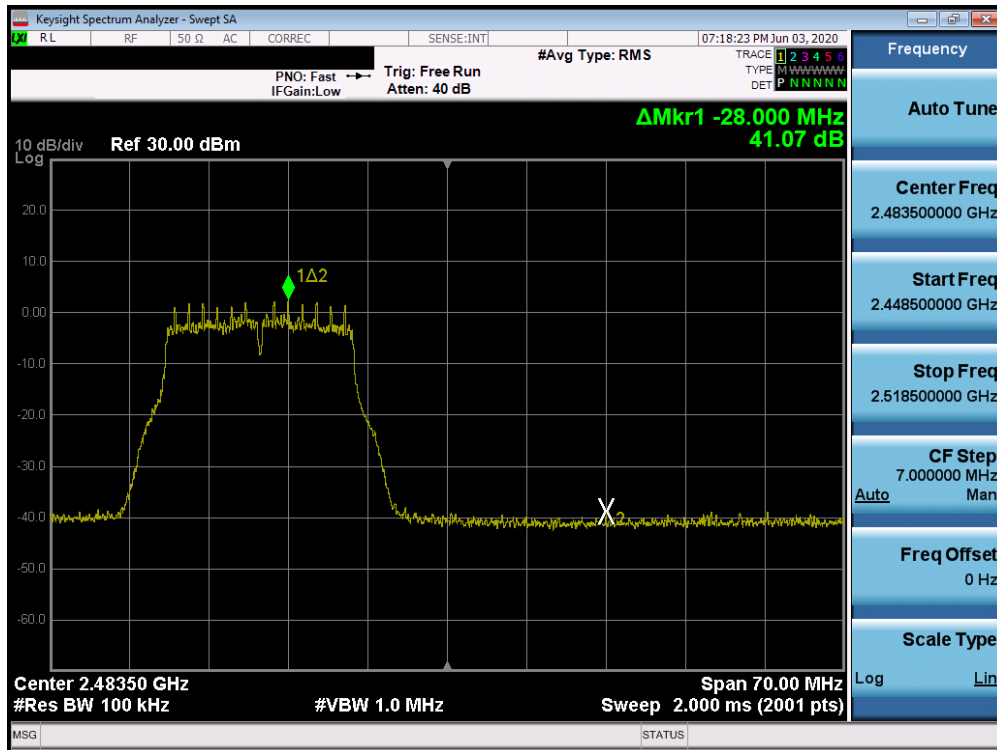 Keysight Spectrum Analyzer - Swept SA
LXI RL RF 50 Ω AC CORREC SENSE:INT 07:18:23 PM Jun 03, 2020
#Avg Type: RMS TRACE 1 2 3 4 5 6
PNO: Fast Trig: Free Run TYPE M WWWWW
IFGain:Low Atten: 40 dB DET P N N N N N
ΔMkr1 -28.000 MHz
41.07 dB
10 dB/div Ref 30.00 dBm
Log
20.0
10.0
1Δ2
0.00
-10.0
-20.0
-30.0
-40.0
X2
-50.0
-60.0
Center 2.48350 GHz Span 70.00 MHz
#Res BW 100 kHz #VBW 1.0 MHz Sweep 2.000 ms (2001 pts)
MSG STATUS
Frequency
Auto Tune
Center Freq
2.483500000 GHz
Start Freq
2.448500000 GHz
Stop Freq
2.518500000 GHz
CF Step
7.000000 MHz
Auto Man
Freq Offset
0 Hz
Scale Type
Log Lin